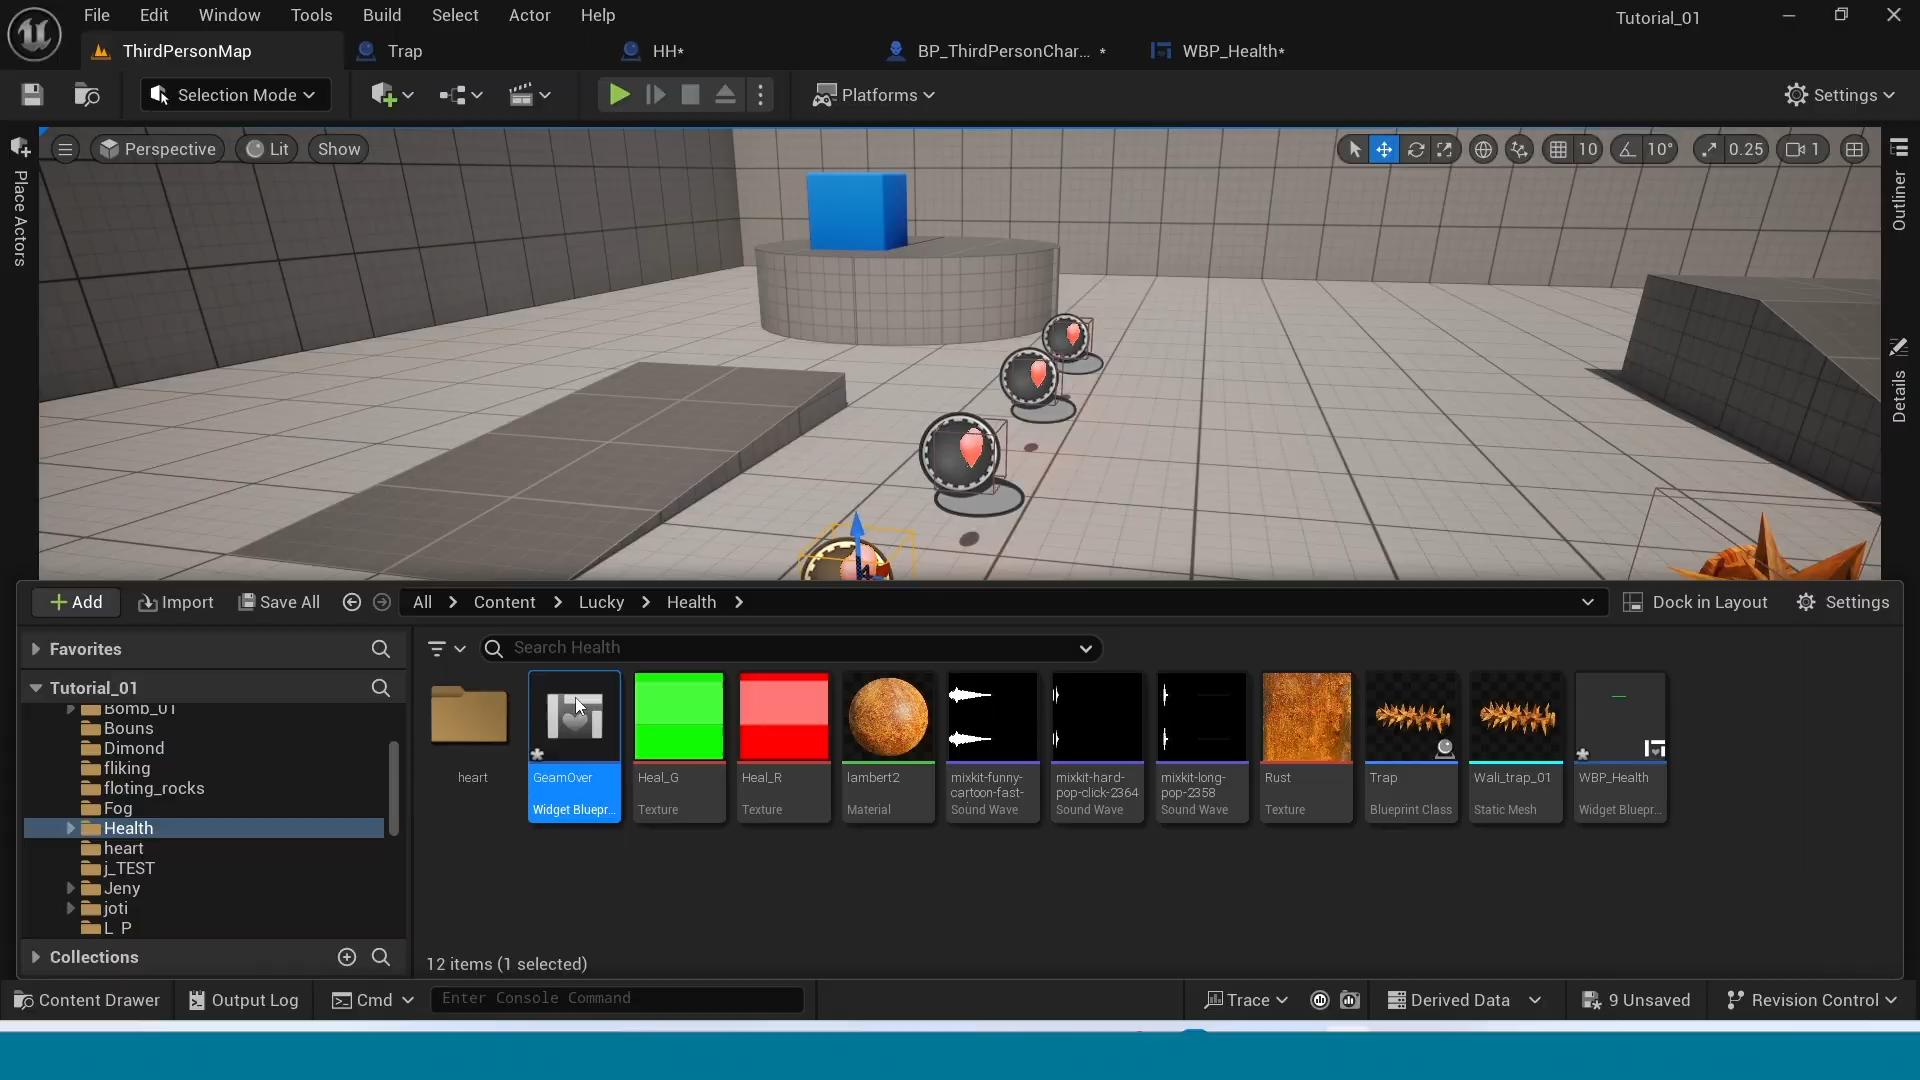 File Edit Window Tools Build Select Actor Help
Tutorial_01
ThirdPersonMap
Trap
HH*
BP_ThirdPersonChar... *
WBP_Health*
Selection Mode
Platforms
Settings
Perspective
Lit
Show
10
10°
0.25
1
Place Actors
Outliner
Details
Add
Import
Save All
All > Content > Lucky > Health >
Dock in Layout
Settings
Favorites
Search Health
Tutorial_01
Bomb_01
Bouns
Dimond
fliking
floting_rocks
Fog
Health
heart
j_TEST
Jeny
joti
L_P
Collections
heart
GeamOver
Widget Bluepr...
Heal_G
Texture
Heal_R
Texture
lambert2
Material
mixkit-funny-
cartoon-fast-
Sound Wave
mixkit-hard-
pop-click-2364
Sound Wave
mixkit-long-
pop-2358
Sound Wave
Rust
Texture
Trap
Blueprint Class
Wali_trap_01
Static Mesh
WBP_Health
Widget Bluepr...
12 items (1 selected)
Content Drawer
Output Log
Cmd
Enter Console Command
Trace
Derived Data
9 Unsaved
Revision Control